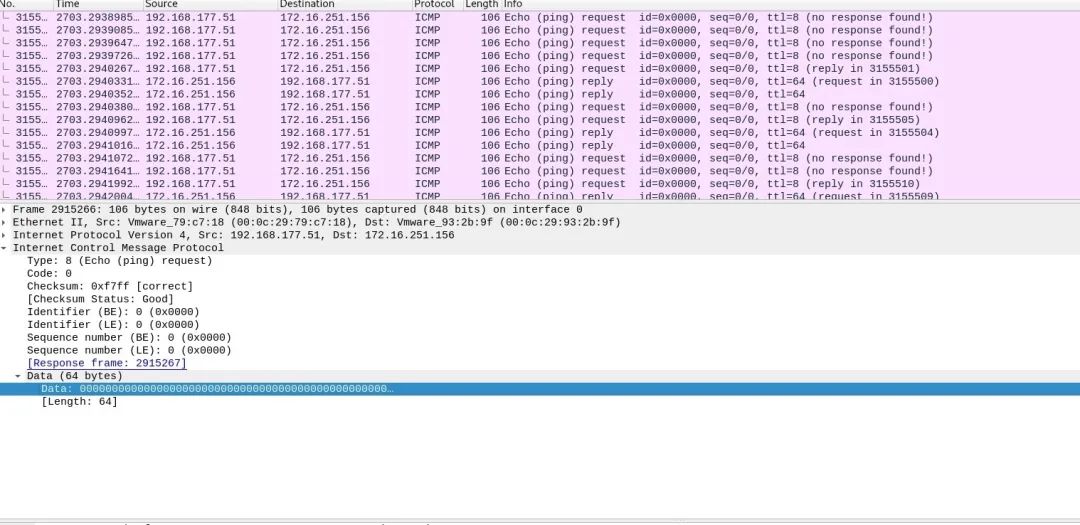 No. Time Source Destination Protocol Length Info
3155… 2703.2938985… 192.168.177.51 172.16.251.156 ICMP 106 Echo (ping) request id=0x0000, seq=0/0, ttl=8 (no response found!)
3155… 2703.2939085… 192.168.177.51 172.16.251.156 ICMP 106 Echo (ping) request id=0x0000, seq=0/0, ttl=8 (no response found!)
3155… 2703.2939647… 192.168.177.51 172.16.251.156 ICMP 106 Echo (ping) request id=0x0000, seq=0/0, ttl=8 (no response found!)
3155… 2703.2939726… 192.168.177.51 172.16.251.156 ICMP 106 Echo (ping) request id=0x0000, seq=0/0, ttl=8 (no response found!)
3155… 2703.2940267… 192.168.177.51 172.16.251.156 ICMP 106 Echo (ping) request id=0x0000, seq=0/0, ttl=8 (reply in 3155501)
3155… 2703.2940331… 172.16.251.156 192.168.177.51 ICMP 106 Echo (ping) reply id=0x0000, seq=0/0, ttl=64 (request in 3155500)
3155… 2703.2940352… 172.16.251.156 192.168.177.51 ICMP 106 Echo (ping) reply id=0x0000, seq=0/0, ttl=64
3155… 2703.2940380… 192.168.177.51 172.16.251.156 ICMP 106 Echo (ping) request id=0x0000, seq=0/0, ttl=8 (no response found!)
3155… 2703.2940962… 192.168.177.51 172.16.251.156 ICMP 106 Echo (ping) request id=0x0000, seq=0/0, ttl=8 (reply in 3155505)
3155… 2703.2940997… 172.16.251.156 192.168.177.51 ICMP 106 Echo (ping) reply id=0x0000, seq=0/0, ttl=64 (request in 3155504)
3155… 2703.2941016… 172.16.251.156 192.168.177.51 ICMP 106 Echo (ping) reply id=0x0000, seq=0/0, ttl=64
3155… 2703.2941072… 192.168.177.51 172.16.251.156 ICMP 106 Echo (ping) request id=0x0000, seq=0/0, ttl=8 (no response found!)
3155… 2703.2941641… 192.168.177.51 172.16.251.156 ICMP 106 Echo (ping) request id=0x0000, seq=0/0, ttl=8 (no response found!)
3155… 2703.2941992… 192.168.177.51 172.16.251.156 ICMP 106 Echo (ping) request id=0x0000, seq=0/0, ttl=8 (reply in 3155510)
3155… 2703.2942004… 172.16.251.156 192.168.177.51 ICMP 106 Echo (ping) reply id=0x0000, seq=0/0, ttl=64 (request in 3155509)
Frame 2915266: 106 bytes on wire (848 bits), 106 bytes captured (848 bits) on interface 0
Ethernet II, Src: Vmware_79:c7:18 (00:0c:29:79:c7:18), Dst: Vmware_93:2b:9f (00:0c:29:93:2b:9f)
Internet Protocol Version 4, Src: 192.168.177.51, Dst: 172.16.251.156
Internet Control Message Protocol
Type: 8 (Echo (ping) request)
Code: 0
Checksum: 0xf7ff [correct]
[Checksum Status: Good]
Identifier (BE): 0 (0x0000)
Identifier (LE): 0 (0x0000)
Sequence number (BE): 0 (0x0000)
Sequence number (LE): 0 (0x0000)
[Response frame: 2915267]
Data (64 bytes)
Data: 000000000000000000000000000000000000000000000000…
[Length: 64]